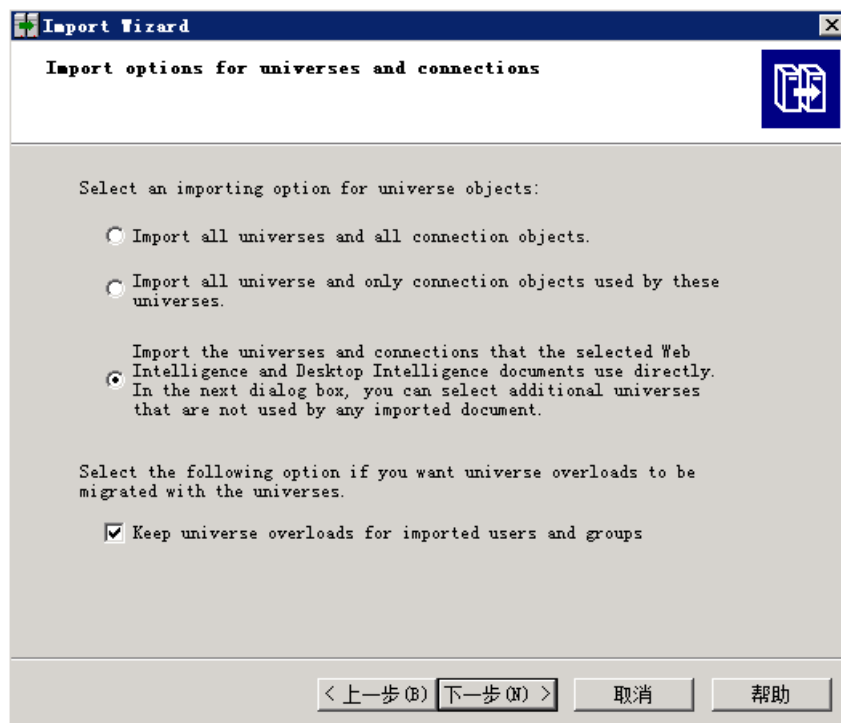 Import Wizard
Import options for universes and connections
Select an importing option for universe objects:
Import all universes and all connection objects.
Import all universe and only connection objects used by these
universes.
Import the universes and connections that the selected Web
Intelligence and Desktop Intelligence documents use directly.
In the next dialog box, you can select additional universes
that are not used by any imported document.
Select the following option if you want universe overloads to be
migrated with the universes.
Keep universe overloads for imported users and groups
< 上一步(B) 下一步(N) > 取消 帮助